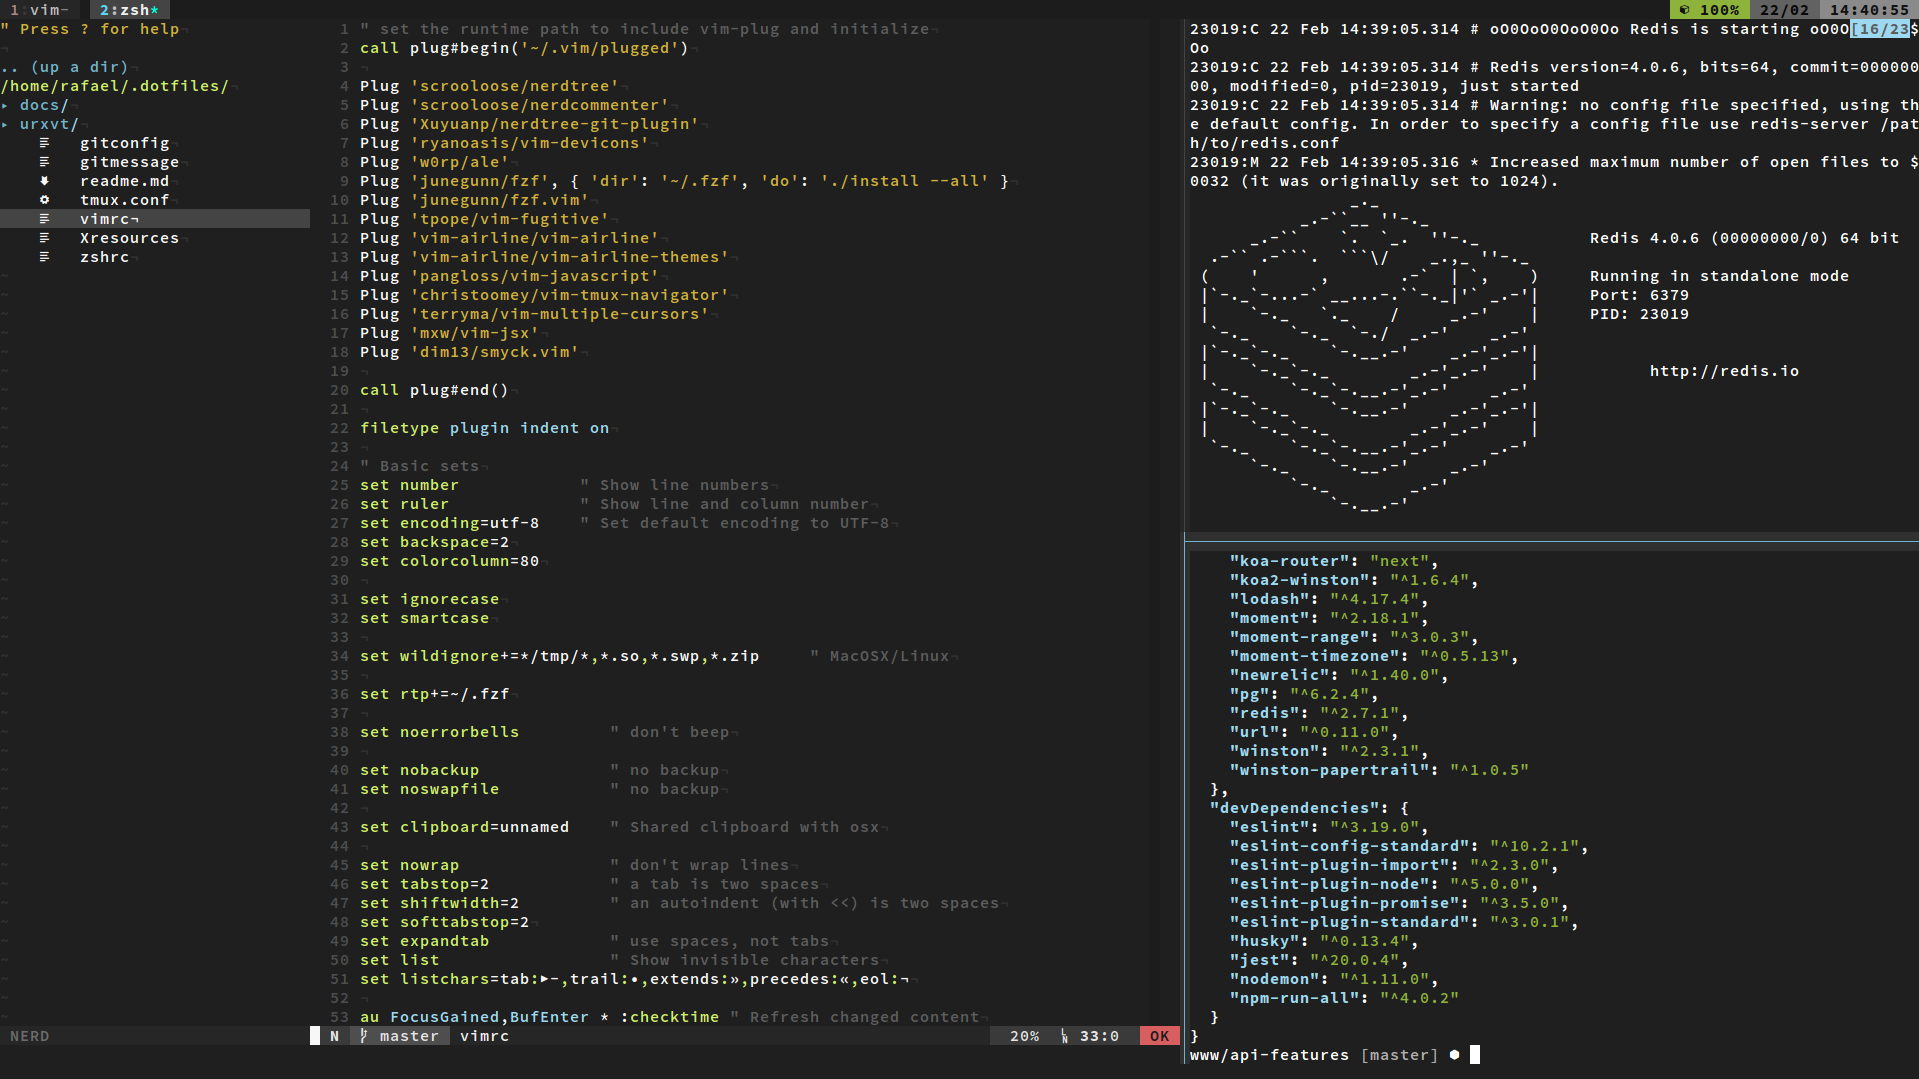 1 vim- 2:zsh*
100% 22/02 14:40:55
" Press ? for help
.. (up a dir)
/home/rafael/.dotfiles/
▸ docs/
▸ urxvt/
gitconfig
gitmessage
readme.md
tmux.conf
vimrc¬
Xresources
zshrc
NERD
1 " set the runtime path to include vim-plug and initialize¬
2 call plug#begin('~/.vim/plugged')¬
3 ¬
4 Plug 'scrooloose/nerdtree'¬
5 Plug 'scrooloose/nerdcommenter'¬
6 Plug 'Xuyuanp/nerdtree-git-plugin'¬
7 Plug 'ryanoasis/vim-devicons'¬
8 Plug 'w0rp/ale'¬
9 Plug 'junegunn/fzf', { 'dir': '~/.fzf', 'do': './install --all' }¬
10 Plug 'junegunn/fzf.vim'¬
11 Plug 'tpope/vim-fugitive'¬
12 Plug 'vim-airline/vim-airline'¬
13 Plug 'vim-airline/vim-airline-themes'¬
14 Plug 'pangloss/vim-javascript'¬
15 Plug 'christoomey/vim-tmux-navigator'¬
16 Plug 'terryma/vim-multiple-cursors'¬
17 Plug 'mxw/vim-jsx'¬
18 Plug 'dim13/smyck.vim'¬
19 ¬
20 call plug#end()¬
21 ¬
22 filetype plugin indent on¬
23 ¬
24 " Basic sets¬
25 set number " Show line numbers¬
26 set ruler " Show line and column number¬
27 set encoding=utf-8 " Set default encoding to UTF-8¬
28 set backspace=2¬
29 set colorcolumn=80¬
30 ¬
31 set ignorecase¬
32 set smartcase¬
33 ¬
34 set wildignore+=*/tmp/*,*.so,*.swp,*.zip " MacOSX/Linux¬
35 ¬
36 set rtp+=~/.fzf¬
37 ¬
38 set noerrorbells " don't beep¬
39 ¬
40 set nobackup " no backup¬
41 set noswapfile " no backup¬
42 ¬
43 set clipboard=unnamed " Shared clipboard with osx¬
44 ¬
45 set nowrap " don't wrap lines¬
46 set tabstop=2 " a tab is two spaces¬
47 set shiftwidth=2 " an autoindent (with <<) is two spaces¬
48 set softtabstop=2¬
49 set expandtab " use spaces, not tabs¬
50 set list " Show invisible characters¬
51 set listchars=tab:▸-,trail:•,extends:»,precedes:«,eol:¬
52 ¬
53 au FocusGained,BufEnter * :checktime " Refresh changed content¬
N master vimrc 20% 33:0 OK
23019:C 22 Feb 14:39:05.314 # oO0OoO0OoO0Oo Redis is starting oO0O[16/23$
Oo
23019:C 22 Feb 14:39:05.314 # Redis version=4.0.6, bits=64, commit=000000
00, modified=0, pid=23019, just started
23019:C 22 Feb 14:39:05.314 # Warning: no config file specified, using th
e default config. In order to specify a config file use redis-server /pat
h/to/redis.conf
23019:M 22 Feb 14:39:05.316 * Increased maximum number of open files to $
0032 (it was originally set to 1024).
Redis 4.0.6 (00000000/0) 64 bit
Running in standalone mode
Port: 6379
PID: 23019
http://redis.io
"koa-router": "next",
"koa2-winston": "^1.6.4",
"lodash": "^4.17.4",
"moment": "^2.18.1",
"moment-range": "^3.0.3",
"moment-timezone": "^0.5.13",
"newrelic": "^1.40.0",
"pg": "^6.2.4",
"redis": "^2.7.1",
"url": "^0.11.0",
"winston": "^2.3.1",
"winston-papertrail": "^1.0.5"
},
"devDependencies": {
"eslint": "^3.19.0",
"eslint-config-standard": "^10.2.1",
"eslint-plugin-import": "^2.3.0",
"eslint-plugin-node": "^5.0.0",
"eslint-plugin-promise": "^3.5.0",
"eslint-plugin-standard": "^3.0.1",
"husky": "^0.13.4",
"jest": "^20.0.4",
"nodemon": "^1.11.0",
"npm-run-all": "^4.0.2"
}
}
www/api-features [master] ⬢